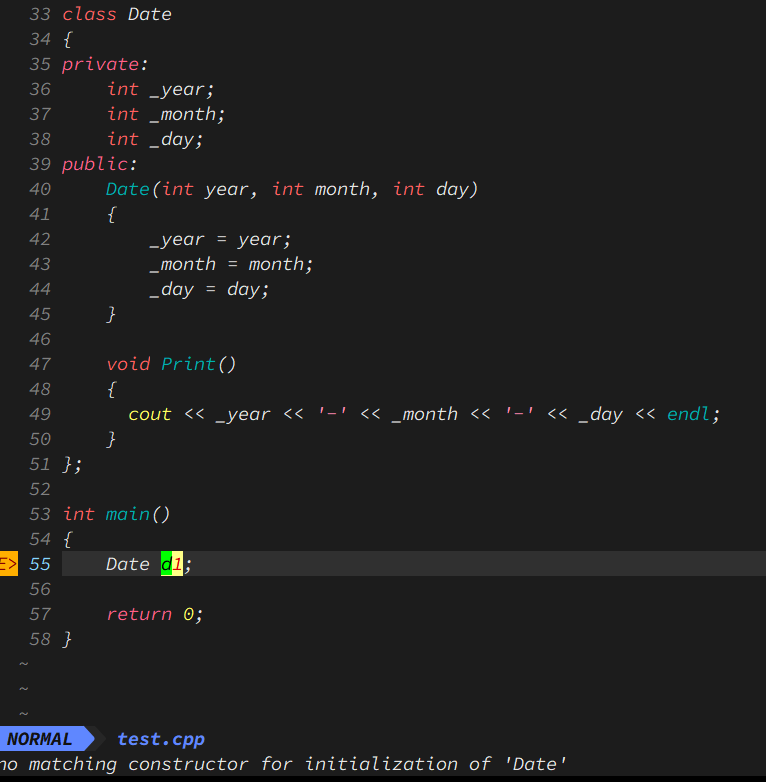 33 class Date
34 {
35 private:
36     int _year;
37     int _month;
38     int _day;
39 public:
40     Date(int year, int month, int day)
41     {
42         _year = year;
43         _month = month;
44         _day = day;
45     }
46
47     void Print()
48     {
49       cout << _year << '-' << _month << '-' << _day << endl;
50     }
51 };
52
53 int main()
54 {
E> 55     Date d1;
56
57     return 0;
58 }
~
~
~
NORMAL test.cpp
no matching constructor for initialization of 'Date'